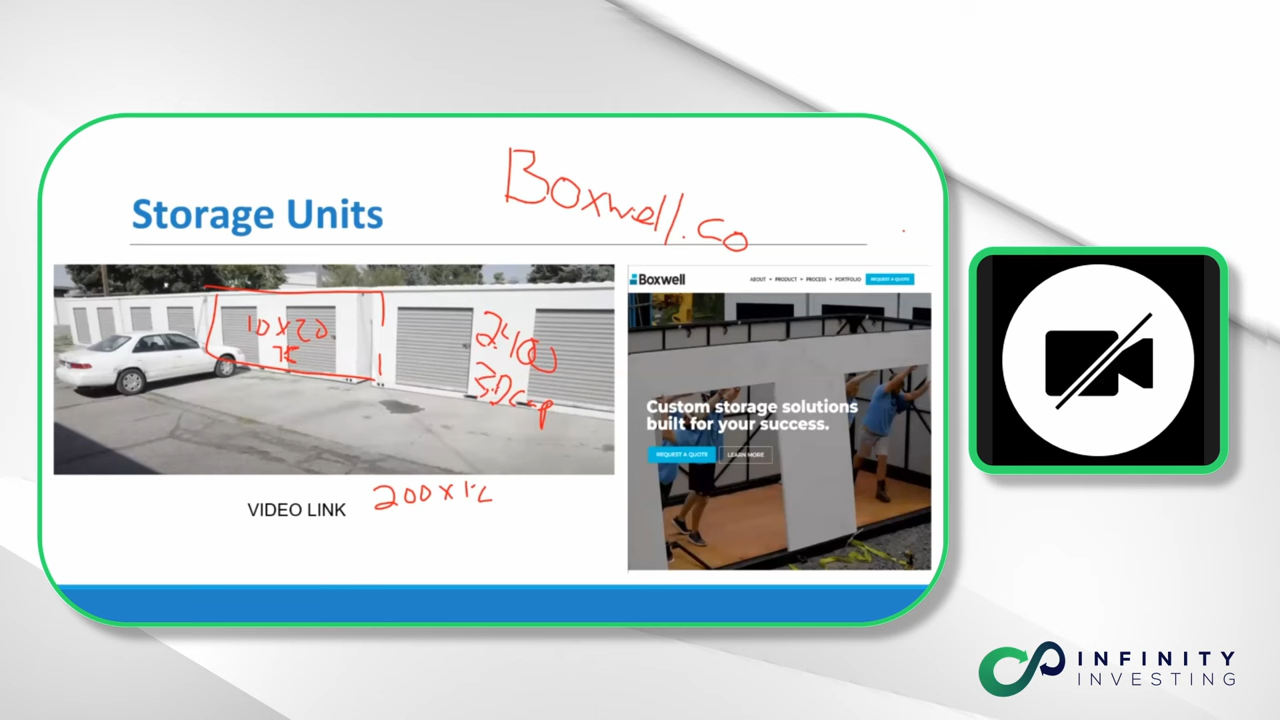 Boxwell.co
Storage Units
Boxwell
ABOUT PRODUCT PROCESS PORTFOLIO REQUEST A QUOTE
10x20
2400
Custom storage solutions
built for your success.
REQUEST A QUOTE LEARN MORE
VIDEO LINK
200x12
INFINITY
INVESTING